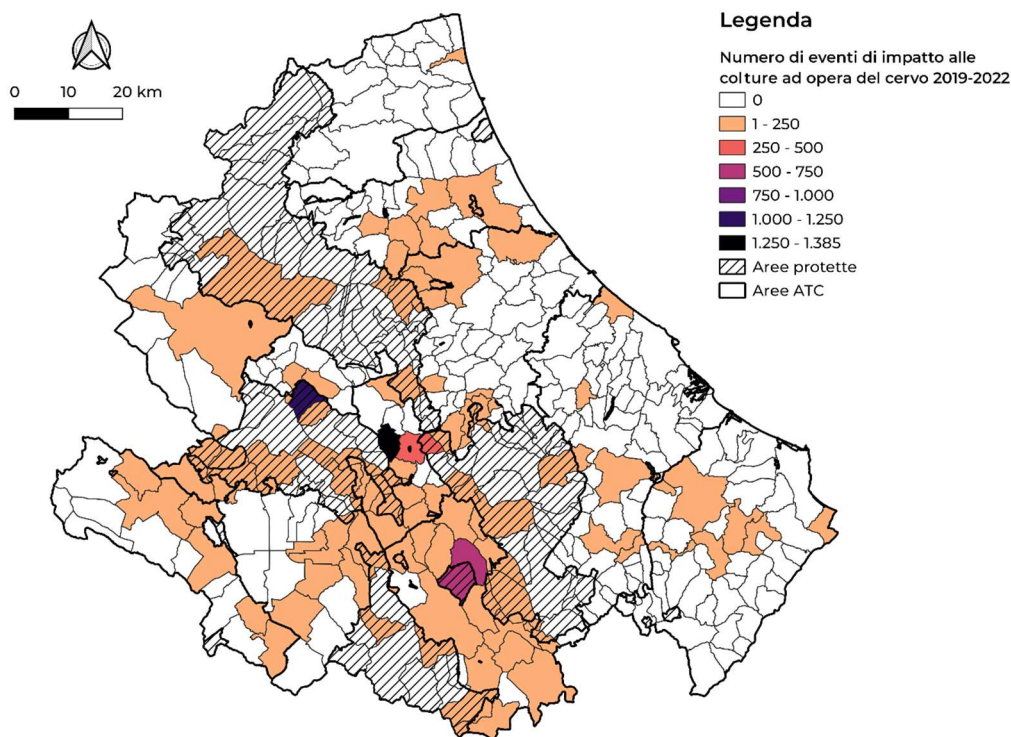 Legenda
Numero di eventi di impatto alle
colture ad opera del cervo 2019-2022
0
1 - 250
250 - 500
500 - 750
750 - 1.000
1.000 - 1.250
1.250 - 1.385
Aree protette
Aree ATC
0 10 20 km